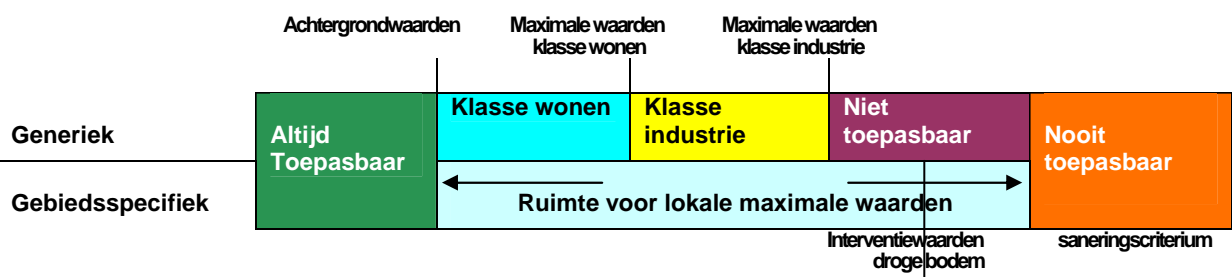 Achtergrondwaarden
Maximale waarden
klasse wonen
Maximale waarden
klasse industrie
Generiek
Altijd
Toepasbaar
Klasse wonen
Klasse
industrie
Niet
toepasbaar
Nooit
toepasbaar
Gebiedsspecifiek
Ruimte voor lokale maximale waarden
Interventiewaarden
droge bodem
saneringscriterium